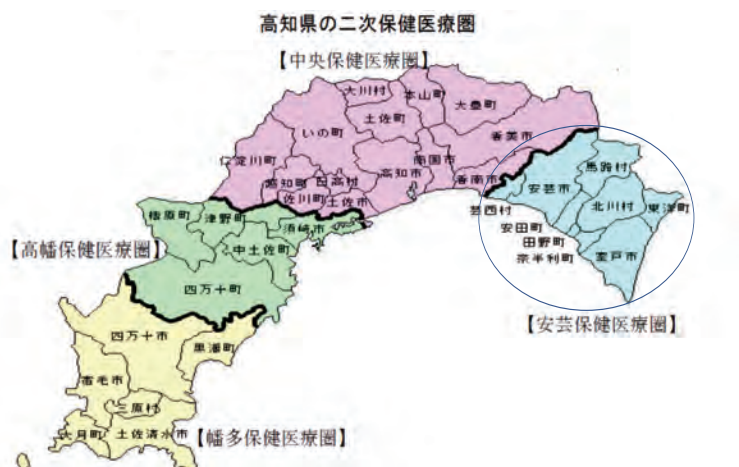 高知県の二次保健医療圏
【中央保健医療圏】
大川村
本山町
大豊町
土佐町
いの町
香美市
仁淀川町
南国市
高知市
越知町
日高村
香南市
佐川町
土佐市
馬路村
安芸市
芸西村
北川村
東洋町
安田町
田野町
奈半利町
室戸市
【安芸保健医療圏】
梼原町
津野町
須崎市
【高幡保健医療圏】
中土佐町
四万十町
四万十市
黒潮町
宿毛市
三原村
大月町
土佐清水市
【幡多保健医療圏】